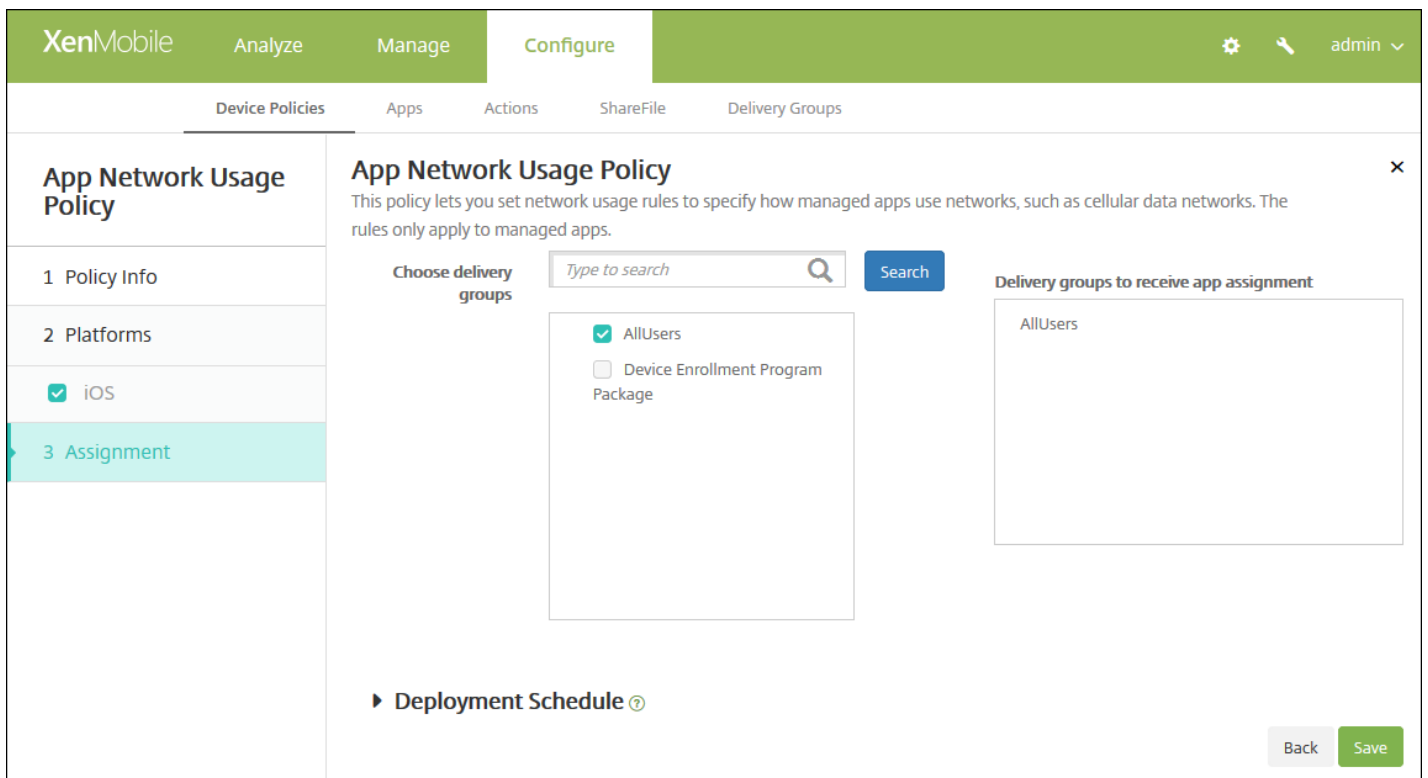 XenMobile Analyze Manage Configure admin
Device Policies Apps Actions ShareFile Delivery Groups
App Network Usage
Policy
1 Policy Info
2 Platforms
iOS
3 Assignment
App Network Usage Policy
This policy lets you set network usage rules to specify how managed apps use networks, such as cellular data networks. The
rules only apply to managed apps.
Choose delivery
groups
Type to search
Search
AllUsers
Device Enrollment Program
Package
Delivery groups to receive app assignment
AllUsers
Deployment Schedule ?
Back Save